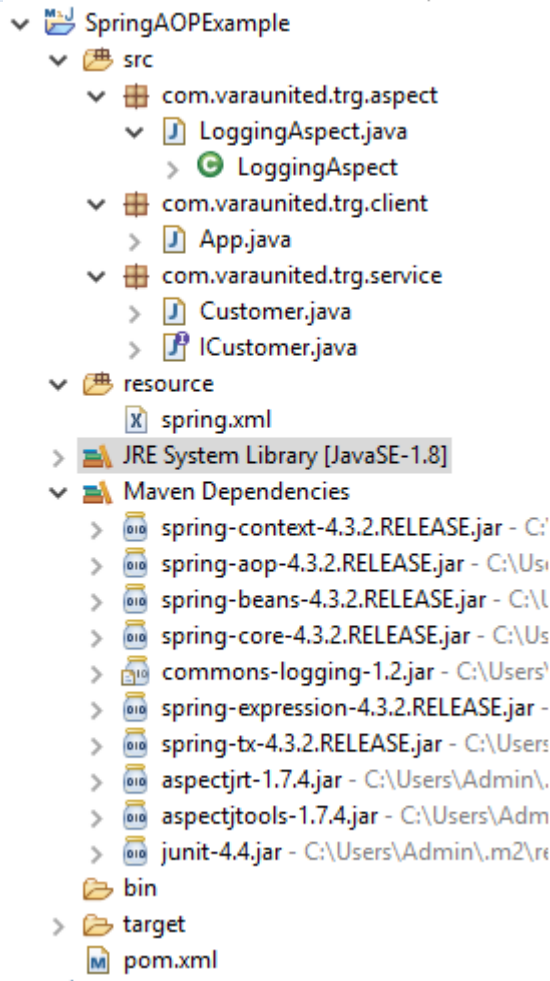 SpringAOPExample
src
com.varaunited.trg.aspect
LoggingAspect.java
LoggingAspect
com.varaunited.trg.client
App.java
com.varaunited.trg.service
Customer.java
ICustomer.java
resource
spring.xml
JRE System Library [JavaSE-1.8]
Maven Dependencies
spring-context-4.3.2.RELEASE.jar - C:
spring-aop-4.3.2.RELEASE.jar - C:\Use
spring-beans-4.3.2.RELEASE.jar - C:\
spring-core-4.3.2.RELEASE.jar - C:\Us
commons-logging-1.2.jar - C:\Users\
spring-expression-4.3.2.RELEASE.jar -
spring-tx-4.3.2.RELEASE.jar - C:\Users
aspectjrt-1.7.4.jar - C:\Users\Admin\.
aspectjtools-1.7.4.jar - C:\Users\Adm
junit-4.4.jar - C:\Users\Admin\.m2\re
bin
target
pom.xml